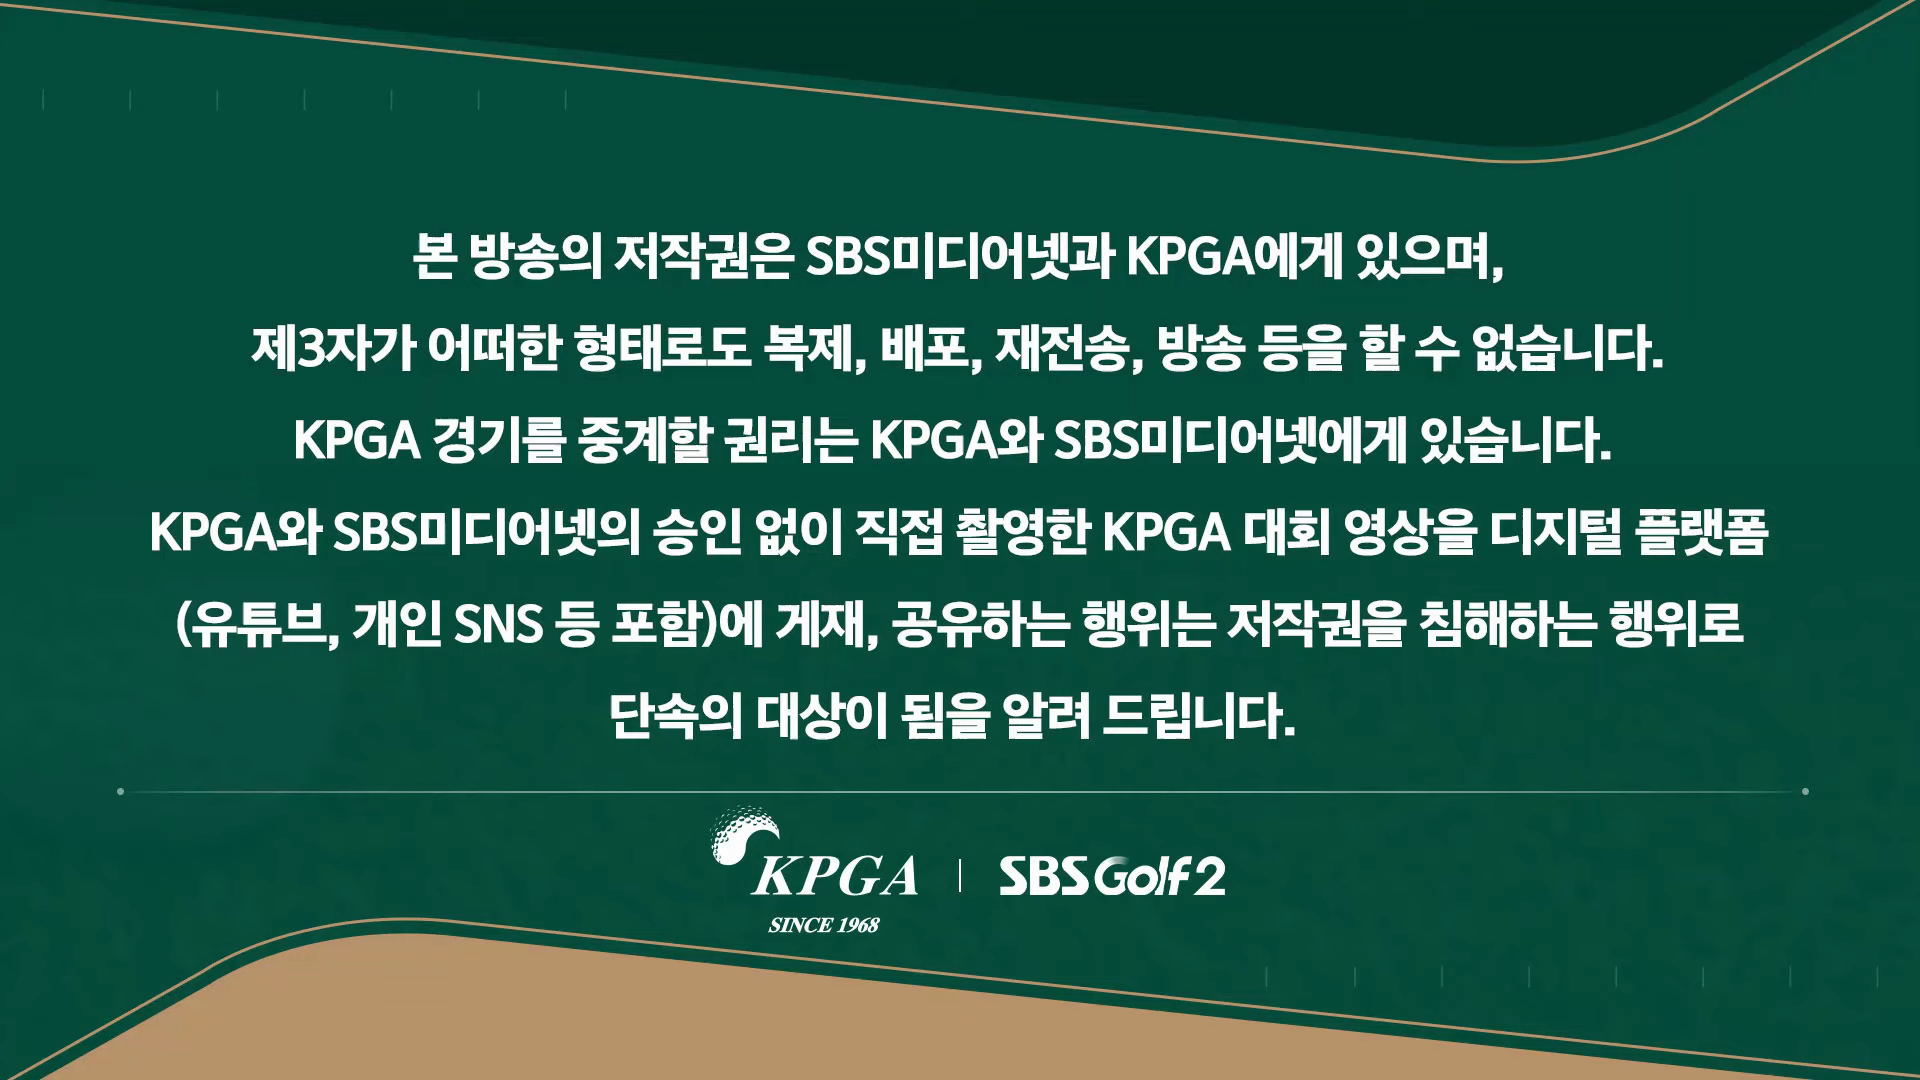 본 방송의 저작권은 SBS미디어넷과 KPGA에게 있으며,
제3자가 어떠한 형태로도 복제, 배포, 재전송, 방송 등을 할 수 없습니다.
KPGA 경기를 중계할 권리는 KPGA와 SBS미디어넷에게 있습니다.
KPGA와 SBS미디어넷의 승인 없이 직접 촬영한 KPGA 대회 영상을 디지털 플랫폼
(유튜브, 개인 SNS 등 포함)에 게재, 공유하는 행위는 저작권을 침해하는 행위로
단속의 대상이 됨을 알려 드립니다.
KPGA | SBS Golf 2
SINCE 1968